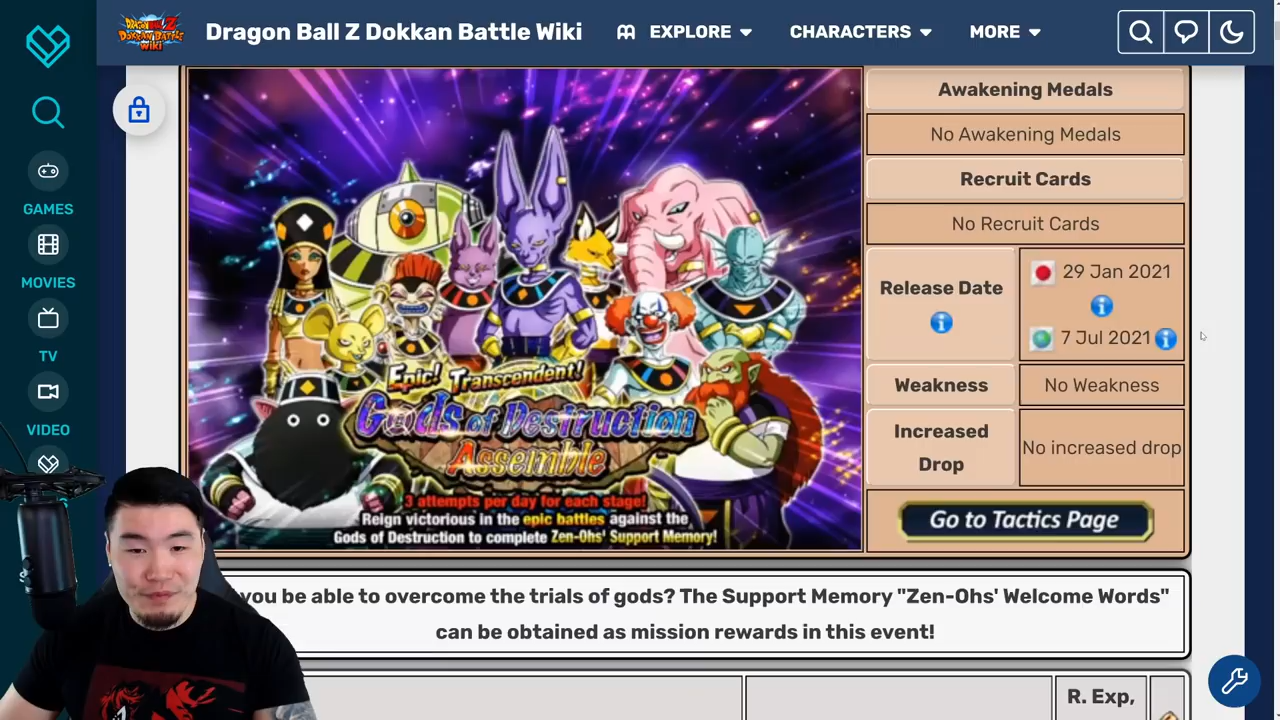 DRAGON BALL Z DOKKAN BATTLE WIKI
Dragon Ball Z Dokkan Battle Wiki
EXPLORE
CHARACTERS
MORE
GAMES
MOVIES
TV
VIDEO
Awakening Medals
No Awakening Medals
Recruit Cards
No Recruit Cards
Release Date
29 Jan 2021
7 Jul 2021
Weakness
No Weakness
Increased Drop
No increased drop
Go to Tactics Page
Epic! Transcendent!
Gods of Destruction
Assemble
3 attempts per day for each stage!
Reign victorious in the epic battles against the
Gods of Destruction to complete Zen-Ohs' Support Memory!
you be able to overcome the trials of gods? The Support Memory "Zen-Ohs' Welcome Words"
can be obtained as mission rewards in this event!
R. Exp,